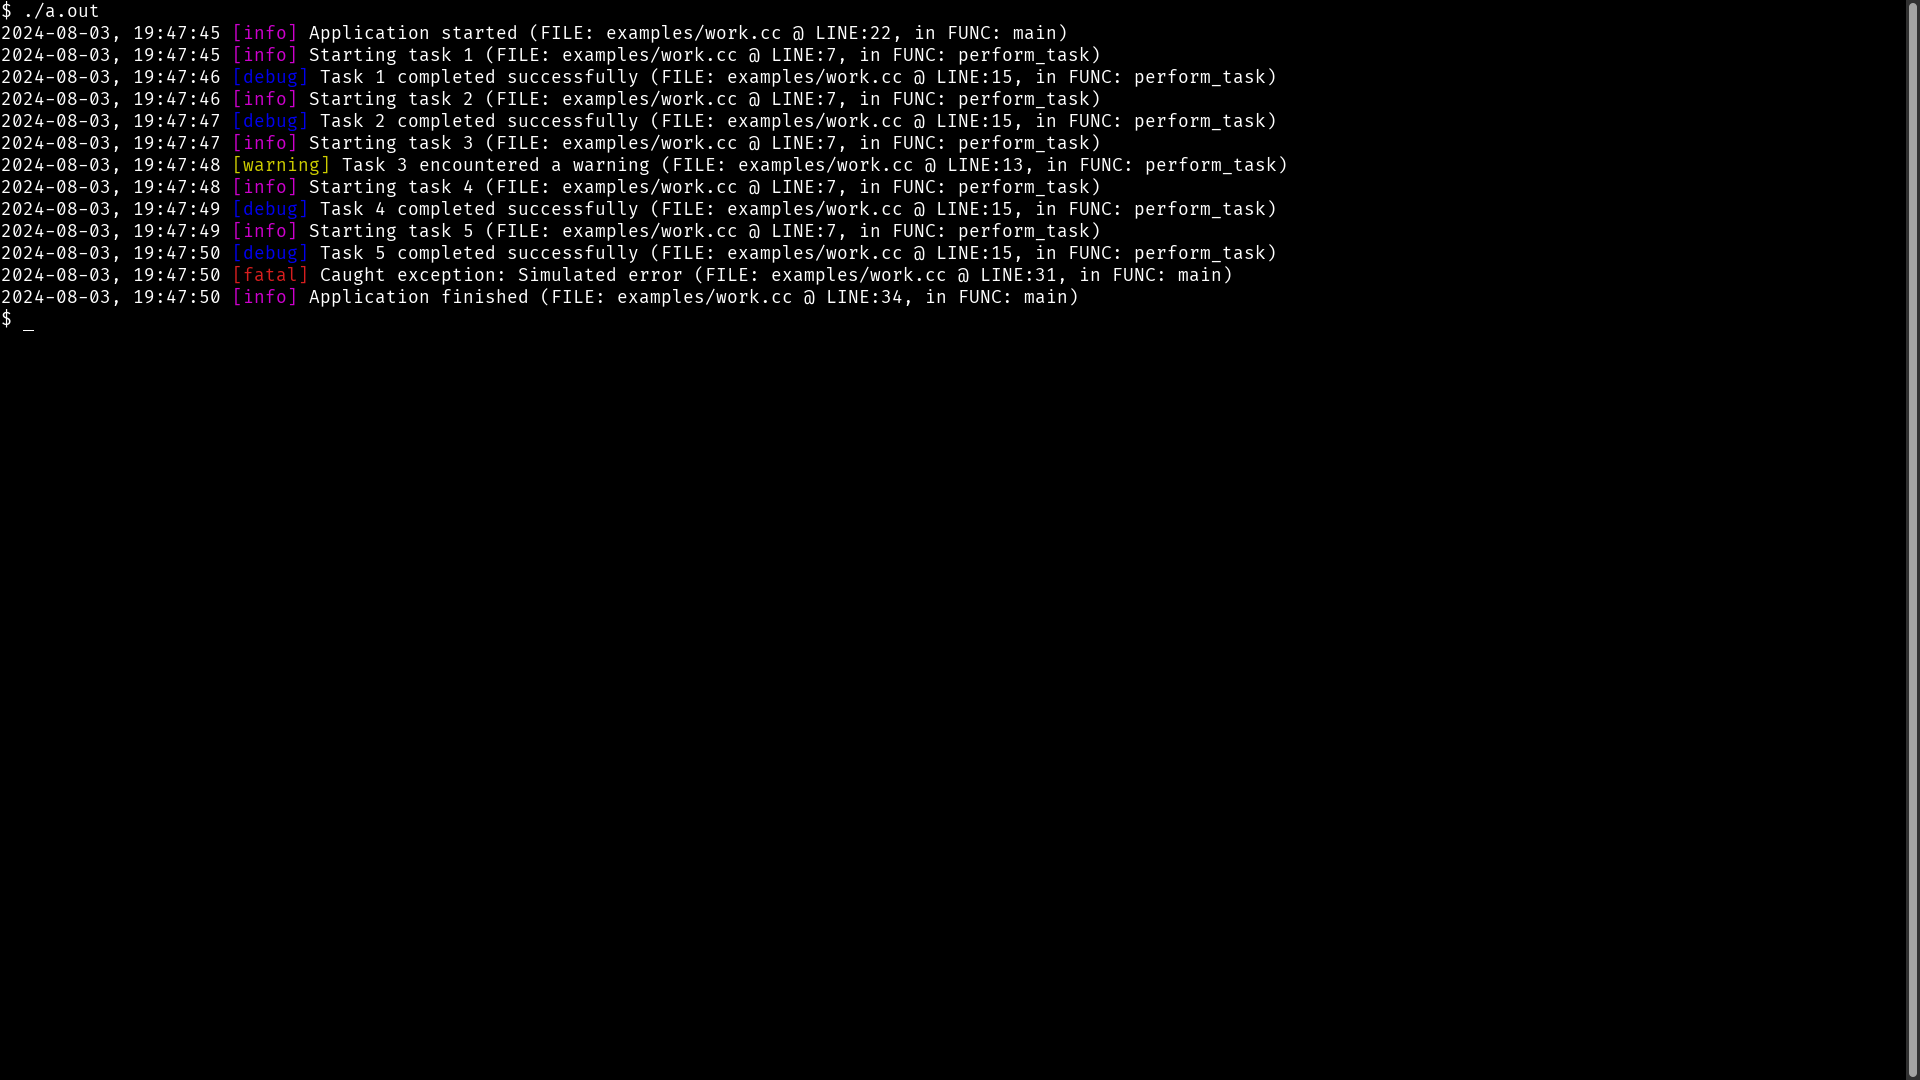 $ ./a.out
2024-08-03, 19:47:45 [info] Application started (FILE: examples/work.cc @ LINE:22, in FUNC: main)
2024-08-03, 19:47:45 [info] Starting task 1 (FILE: examples/work.cc @ LINE:7, in FUNC: perform_task)
2024-08-03, 19:47:46 [debug] Task 1 completed successfully (FILE: examples/work.cc @ LINE:15, in FUNC: perform_task)
2024-08-03, 19:47:46 [info] Starting task 2 (FILE: examples/work.cc @ LINE:7, in FUNC: perform_task)
2024-08-03, 19:47:47 [debug] Task 2 completed successfully (FILE: examples/work.cc @ LINE:15, in FUNC: perform_task)
2024-08-03, 19:47:47 [info] Starting task 3 (FILE: examples/work.cc @ LINE:7, in FUNC: perform_task)
2024-08-03, 19:47:48 [warning] Task 3 encountered a warning (FILE: examples/work.cc @ LINE:13, in FUNC: perform_task)
2024-08-03, 19:47:48 [info] Starting task 4 (FILE: examples/work.cc @ LINE:7, in FUNC: perform_task)
2024-08-03, 19:47:49 [debug] Task 4 completed successfully (FILE: examples/work.cc @ LINE:15, in FUNC: perform_task)
2024-08-03, 19:47:49 [info] Starting task 5 (FILE: examples/work.cc @ LINE:7, in FUNC: perform_task)
2024-08-03, 19:47:50 [debug] Task 5 completed successfully (FILE: examples/work.cc @ LINE:15, in FUNC: perform_task)
2024-08-03, 19:47:50 [fatal] Caught exception: Simulated error (FILE: examples/work.cc @ LINE:31, in FUNC: main)
2024-08-03, 19:47:50 [info] Application finished (FILE: examples/work.cc @ LINE:34, in FUNC: main)
$ _